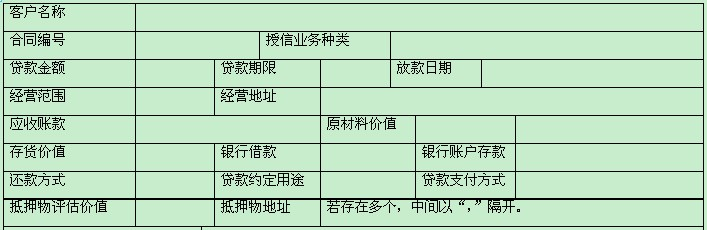 客户名称
合同编号 授信业务种类
贷款金额 贷款期限 放款日期
经营范围 经营地址
应收账款 原材料价值
存货价值 银行借款 银行账户存款
还款方式 贷款约定用途 贷款支付方式
抵押物评估价值 抵押物地址 若存在多个，中间以“，”隔开。